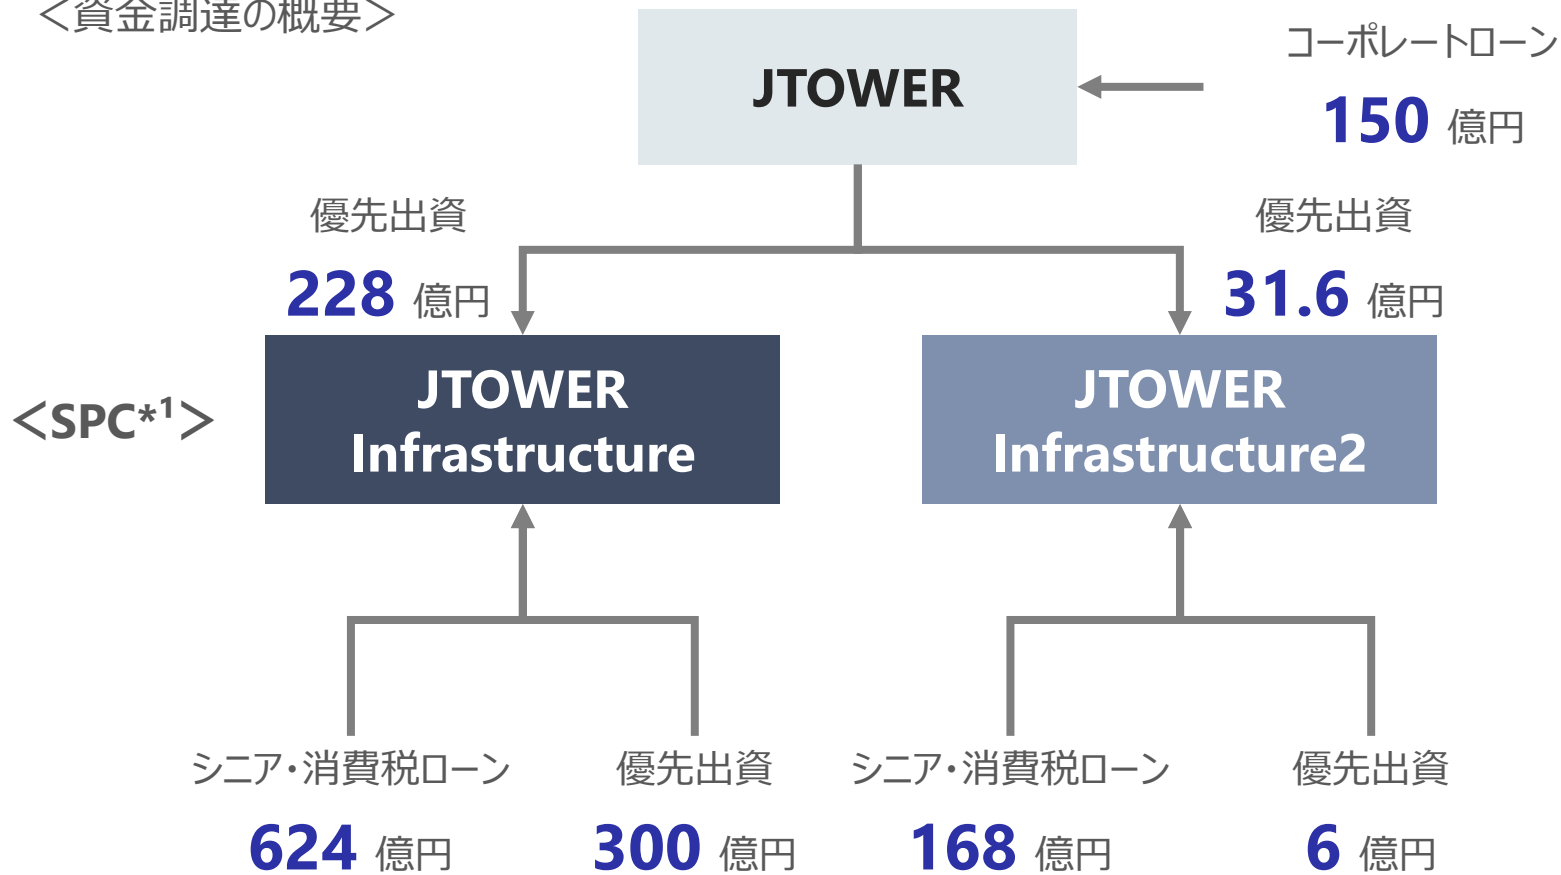 ＜資金調達の概要＞
JTOWER
コーポレートローン
150 億円
優先出資
228 億円
優先出資
31.6 億円
＜SPC*¹＞
JTOWER
Infrastructure
JTOWER
Infrastructure2
シニア・消費税ローン
624 億円
優先出資
300 億円
シニア・消費税ローン
168 億円
優先出資
6 億円